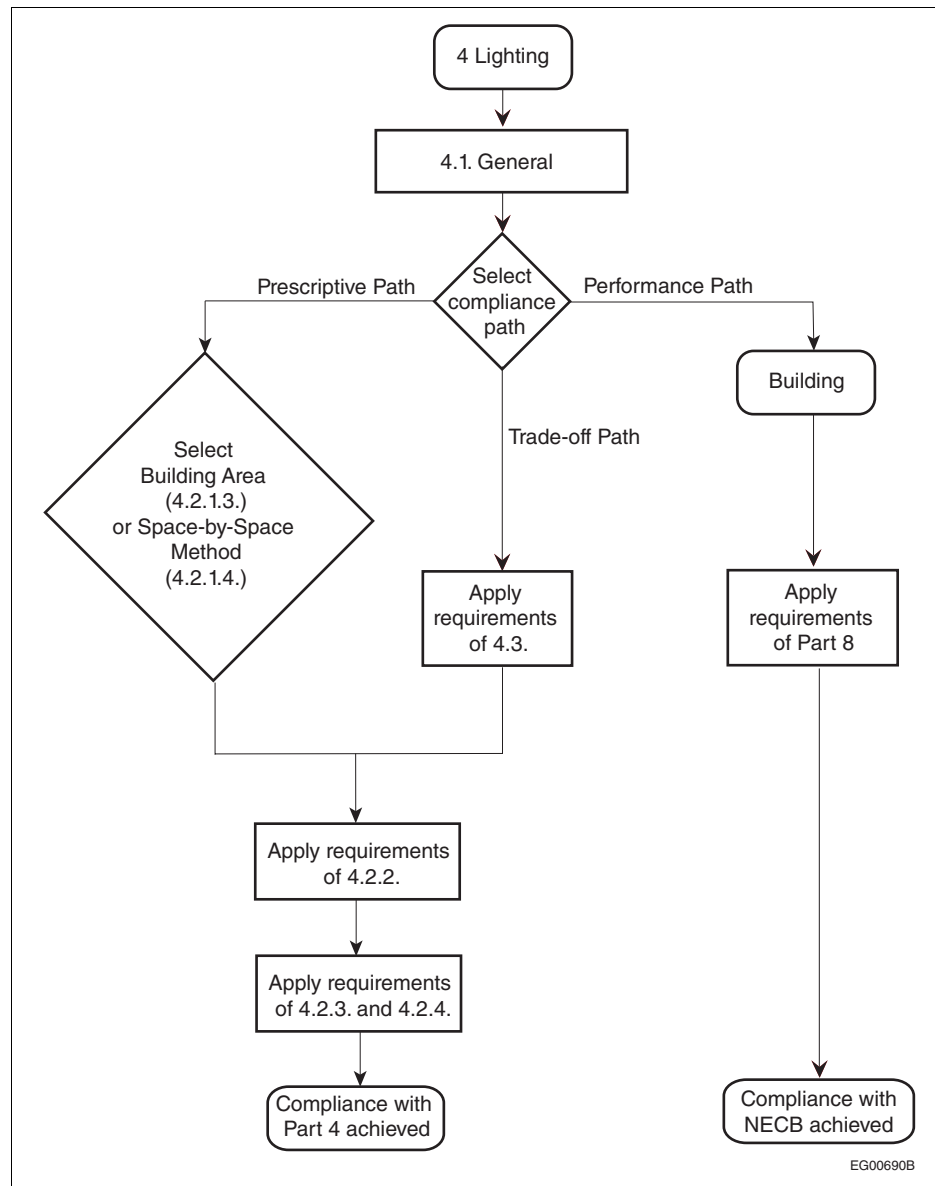 4 Lighting
4.1. General
Select
compliance
path
Prescriptive Path
Performance Path
Trade-off Path
Building
Select
Building Area
(4.2.1.3.)
or Space-by-Space
Method
(4.2.1.4.)
Apply
requirements
of 4.3.
Apply
requirements
of Part 8
Apply requirements
of 4.2.2.
Apply requirements
of 4.2.3. and 4.2.4.
Compliance with
Part 4 achieved
Compliance with
NECB achieved
EG00690B